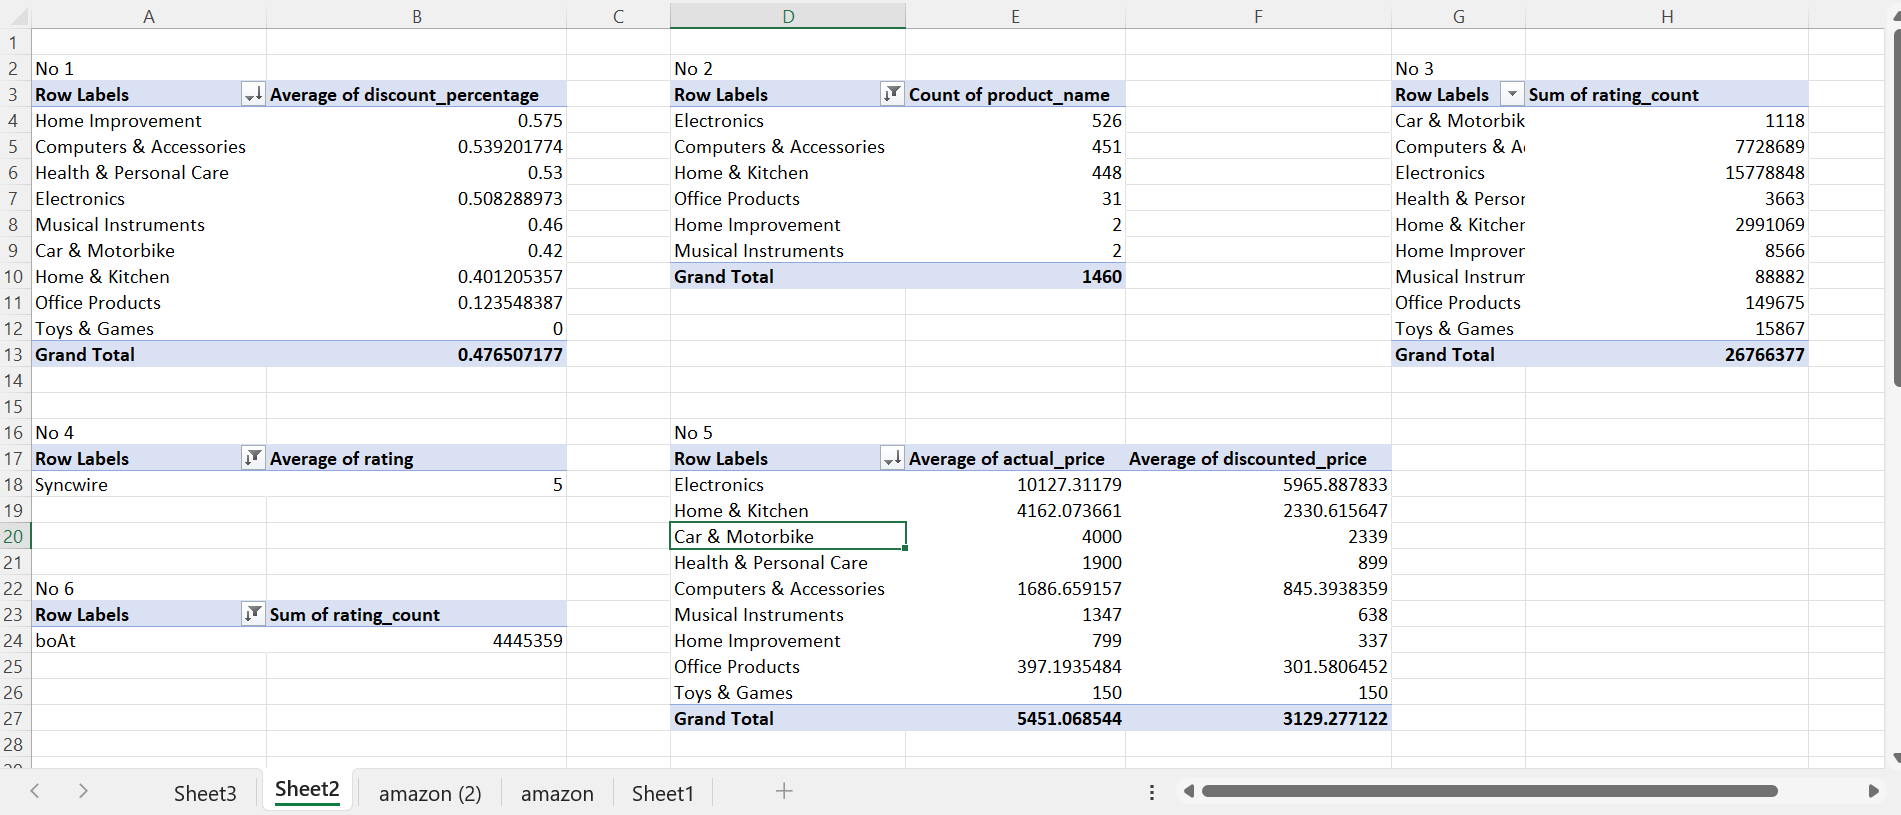 A B C D E F G H
1
2 No 1 No 2 No 3
3 Row Labels Average of discount_percentage Row Labels Count of product_name Row Labels Sum of rating_count
4 Home Improvement 0.575 Electronics 526 Car & Motorbik 1118
5 Computers & Accessories 0.539201774 Computers & Accessories 451 Computers & A 7728689
6 Health & Personal Care 0.53 Home & Kitchen 448 Electronics 15778848
7 Electronics 0.508288973 Office Products 31 Health & Person 3663
8 Musical Instruments 0.46 Home Improvement 2 Home & Kitchen 2991069
9 Car & Motorbike 0.42 Musical Instruments 2 Home Improver 8566
10 Home & Kitchen 0.401205357 Grand Total 1460 Musical Instrum 88882
11 Office Products 0.123548387 Office Products 149675
12 Toys & Games 0 Toys & Games 15867
13 Grand Total 0.476507177 Grand Total 26766377
14
15
16 No 4 No 5
17 Row Labels Average of rating Row Labels Average of actual_price Average of discounted_price
18 Syncwire 5 Electronics 10127.31179 5965.887833
19 Home & Kitchen 4162.073661 2330.615647
20 Car & Motorbike 4000 2339
21 Health & Personal Care 1900 899
22 No 6 Computers & Accessories 1686.659157 845.3938359
23 Row Labels Sum of rating_count Musical Instruments 1347 638
24 boAt 4445359 Home Improvement 799 337
25 Office Products 397.1935484 301.5806452
26 Toys & Games 150 150
27 Grand Total 5451.068544 3129.277122
28
Sheet3 Sheet2 amazon (2) amazon Sheet1